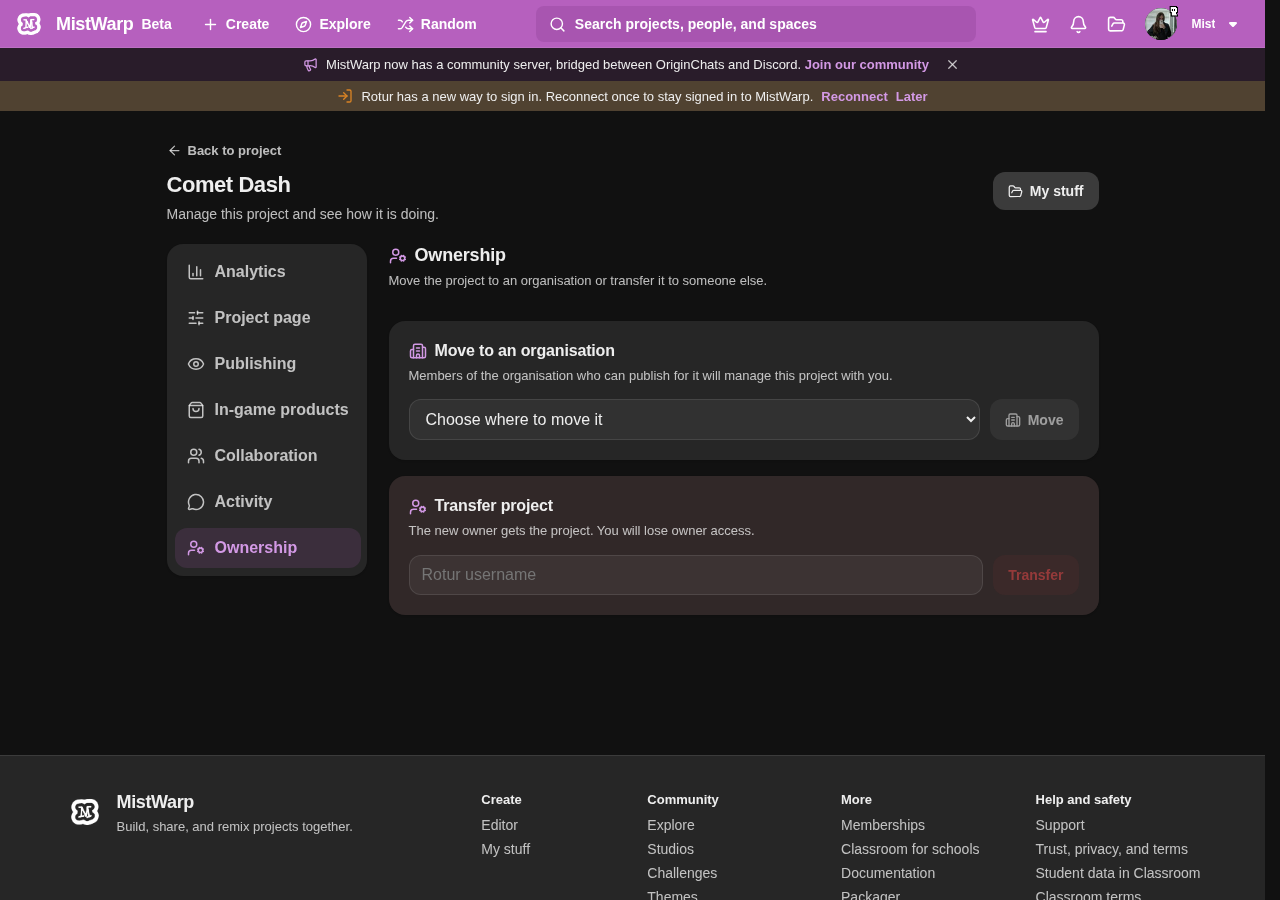 MistWarp Beta
Create
Explore
Random
Search projects, people, and spaces
Mist
MistWarp now has a community server, bridged between OriginChats and Discord. Join our community
Rotur has a new way to sign in. Reconnect once to stay signed in to MistWarp. Reconnect Later
Back to project
Comet Dash
Manage this project and see how it is doing.
My stuff
Analytics
Project page
Publishing
In-game products
Collaboration
Activity
Ownership
Ownership
Move the project to an organisation or transfer it to someone else.
Move to an organisation
Members of the organisation who can publish for it will manage this project with you.
Choose where to move it
Move
Transfer project
The new owner gets the project. You will lose owner access.
Rotur username
Transfer
MistWarp
Build, share, and remix projects together.
Create
Editor
My stuff
Community
Explore
Studios
Challenges
Themes
More
Memberships
Classroom for schools
Documentation
Packager
Help and safety
Support
Trust, privacy, and terms
Student data in Classroom
Classroom terms